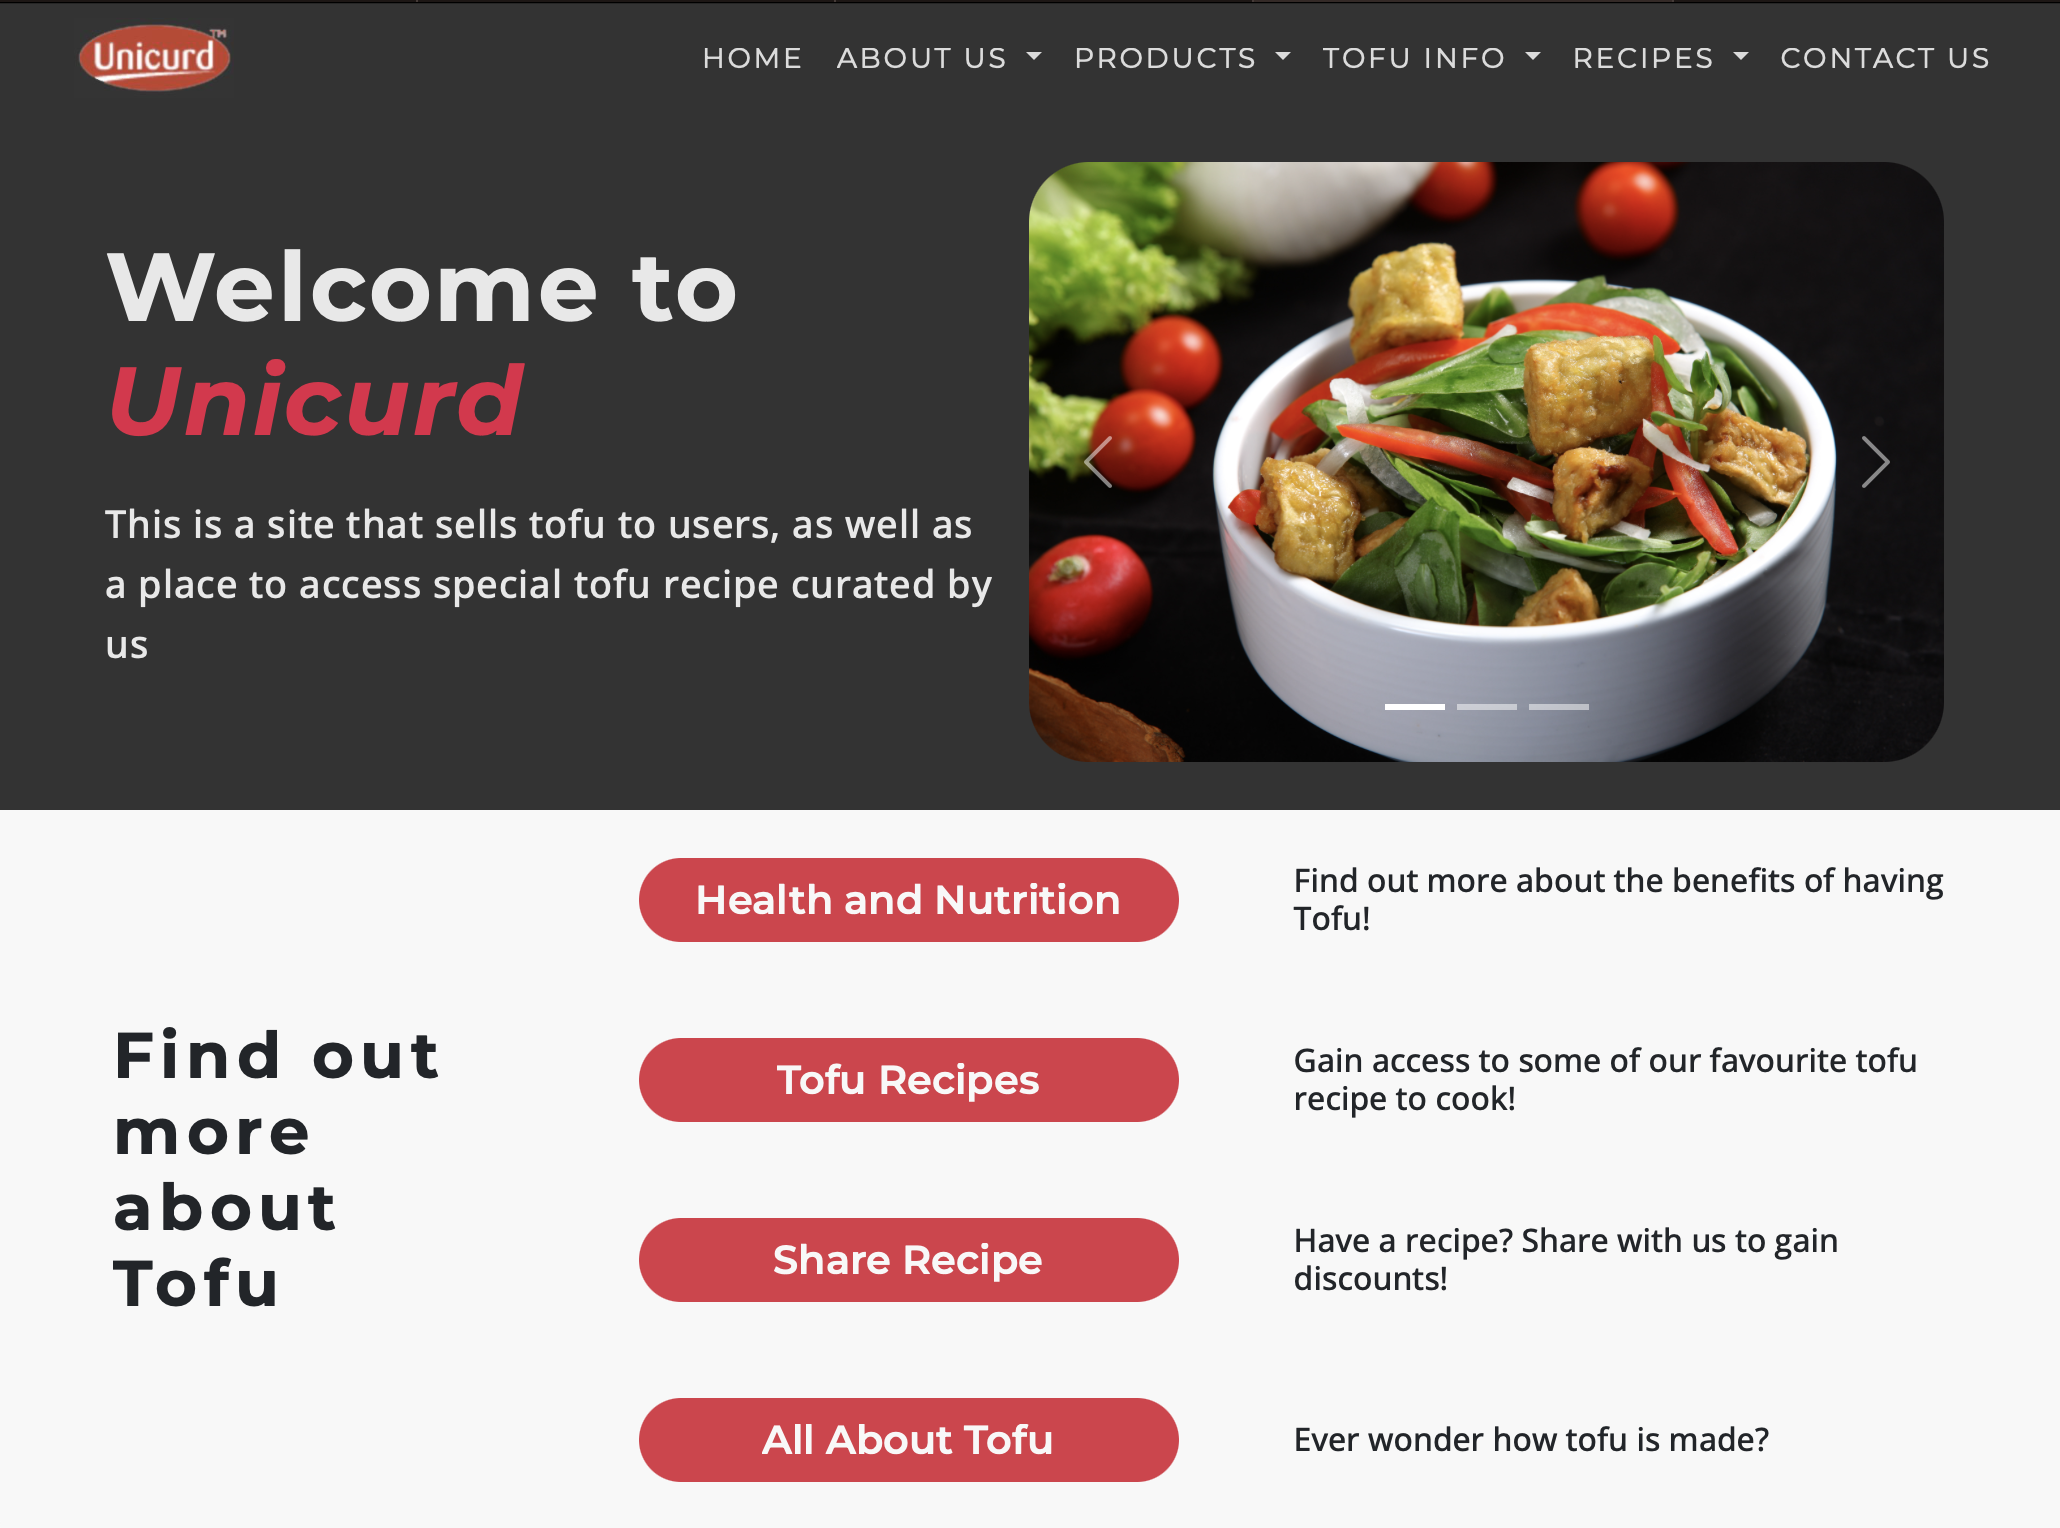 Unicurd™
HOME ABOUT US PRODUCTS TOFU INFO RECIPES CONTACT US
Welcome to
Unicurd
This is a site that sells tofu to users, as well as
a place to access special tofu recipe curated by
us
Find out
more
about
Tofu
Health and Nutrition
Find out more about the benefits of having
Tofu!
Tofu Recipes
Gain access to some of our favourite tofu
recipe to cook!
Share Recipe
Have a recipe? Share with us to gain
discounts!
All About Tofu
Ever wonder how tofu is made?